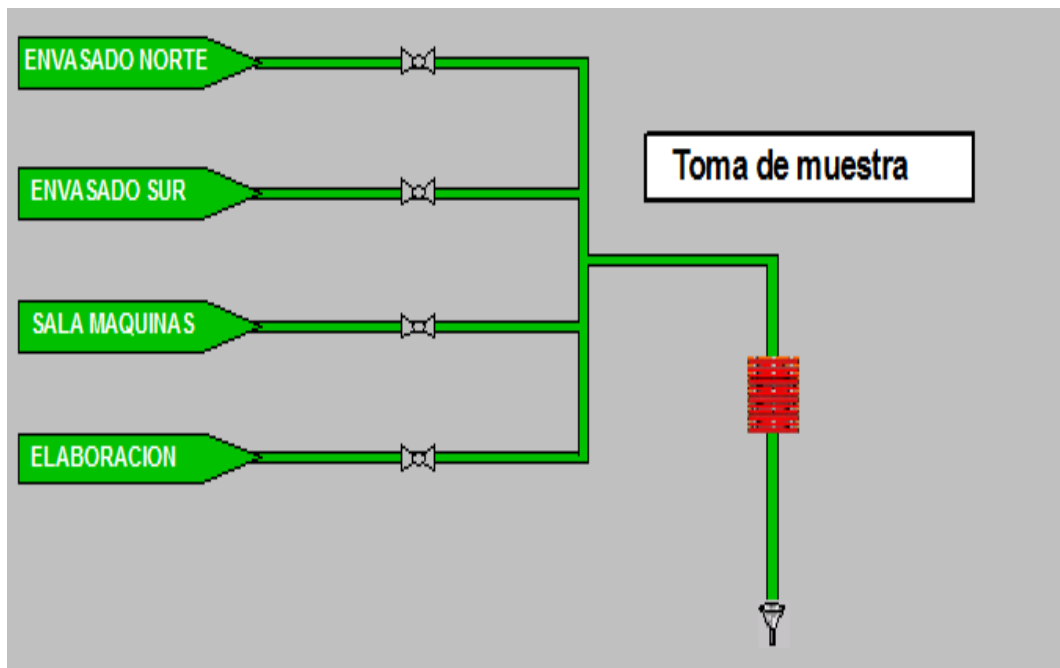 ENVASADO NORTE
Toma de muestra
ENVASADO SUR
SALA MAQUINAS
ELABORACION